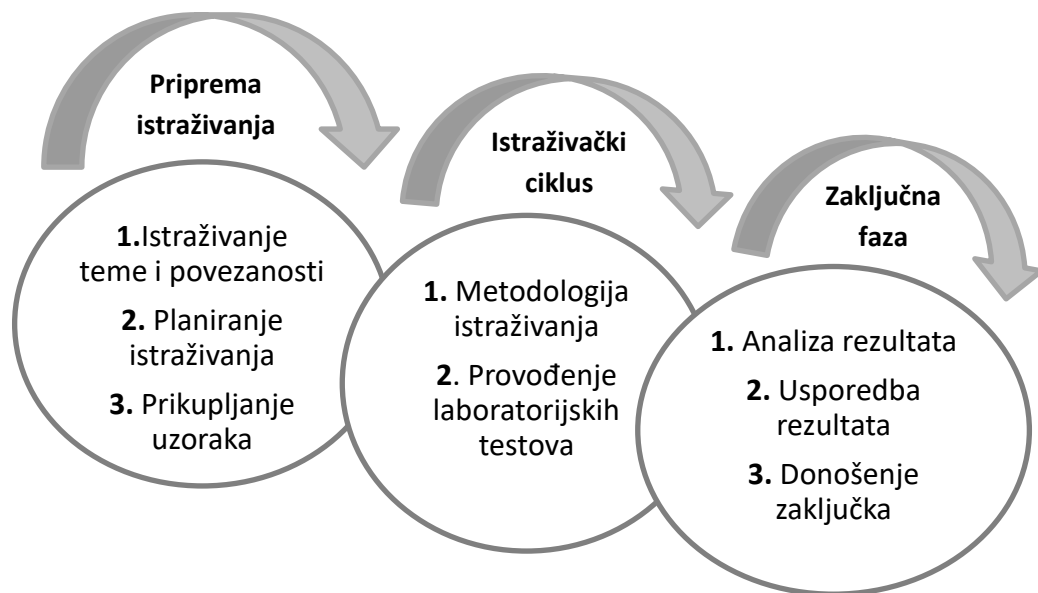 Priprema
istraživanja
1.Istraživanje
teme i povezanosti
2. Planiranje
istraživanja
3. Prikupljanje
uzoraka
Istraživački
ciklus
1. Metodologija
istraživanja
2. Provođenje
laboratorijskih
testova
Zaključna
faza
1. Analiza rezultata
2. Usporedba
rezultata
3. Donošenje
zaključka